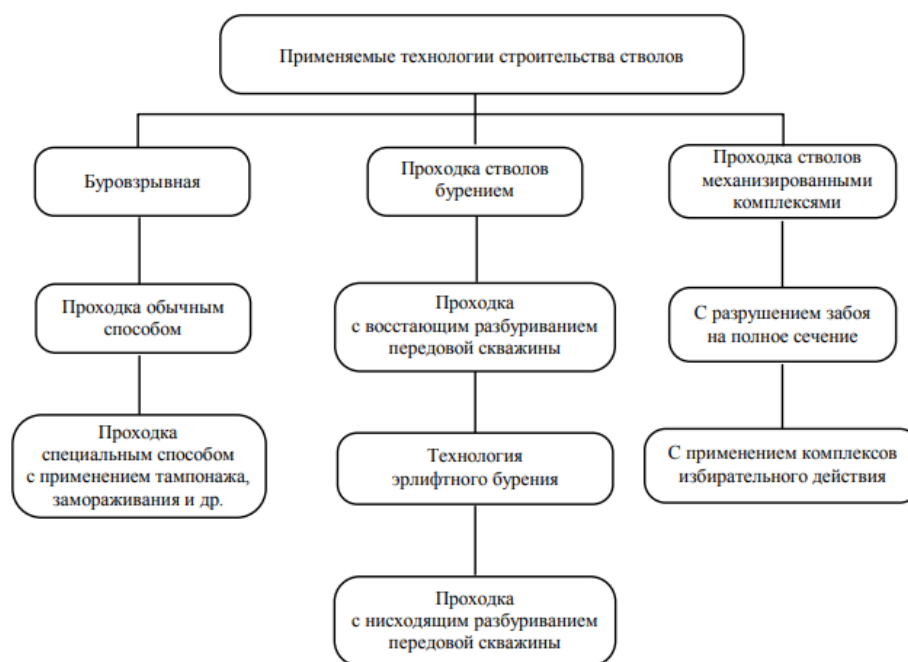 Применяемые технологии строительства стволов
Буровзрывная
Проходка стволов
бурением
Проходка стволов
механизированными
комплексями
Проходка обычным
способом
Проходка
с восстающим разбуриванием
передовой скважины
С разрушением забоя
на полное сечение
Проходка
специальным способом
с применением тампонажа,
замораживания и др.
Технология
эрлифтного бурения
С применением комплексов
избирательного действия
Проходка
с нисходящим разбуриванием
передовой скважины